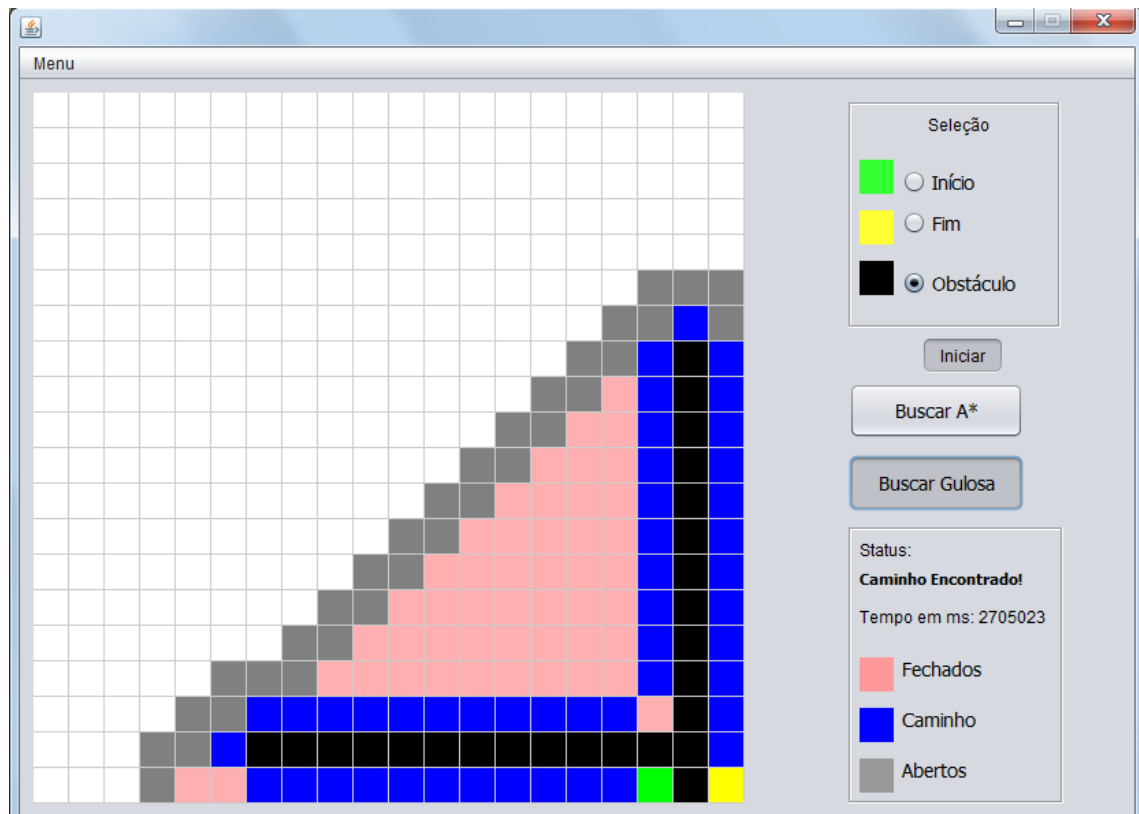 Menu
Seleção
Início
Fim
Obstáculo
Iniciar
Buscar A*
Buscar Gulosa
Status:
Caminho Encontrado!
Tempo em ms: 2705023
Fechados
Caminho
Abertos